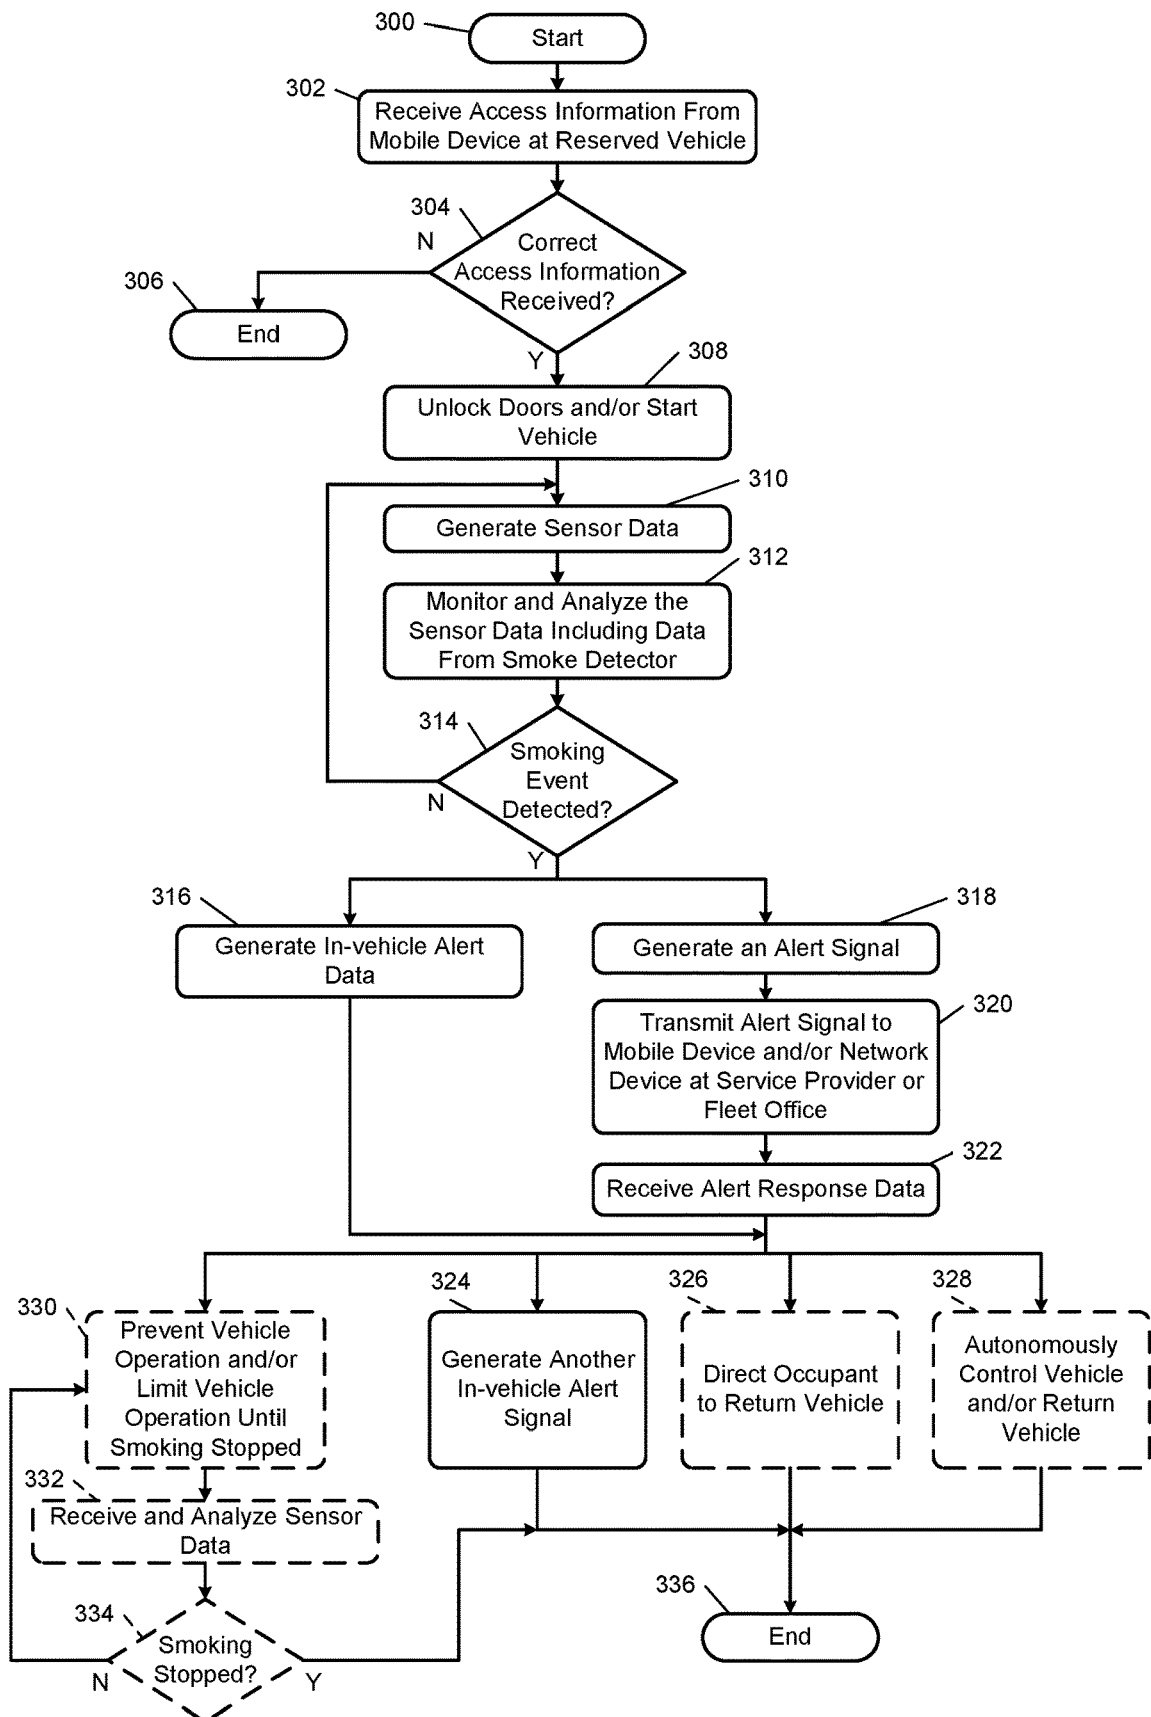 300
Start
302
Receive Access Information From
Mobile Device at Reserved Vehicle
304
N
Correct
Access Information
Received?
306
End
Y
308
Unlock Doors and/or Start
Vehicle
310
Generate Sensor Data
312
Monitor and Analyze the
Sensor Data Including Data
From Smoke Detector
314
Smoking
Event
Detected?
N
Y
316
318
Generate In-vehicle Alert
Data
Generate an Alert Signal
320
Transmit Alert Signal to
Mobile Device and/or Network
Device at Service Provider or
Fleet Office
322
Receive Alert Response Data
330
Prevent Vehicle
Operation and/or
Limit Vehicle
Operation Until
Smoking Stopped
324
Generate Another
In-vehicle Alert
Signal
326
Direct Occupant
to Return Vehicle
328
Autonomously
Control Vehicle
and/or Return
Vehicle
332
Receive and Analyze Sensor
Data
334
Smoking
Stopped?
N
Y
336
End